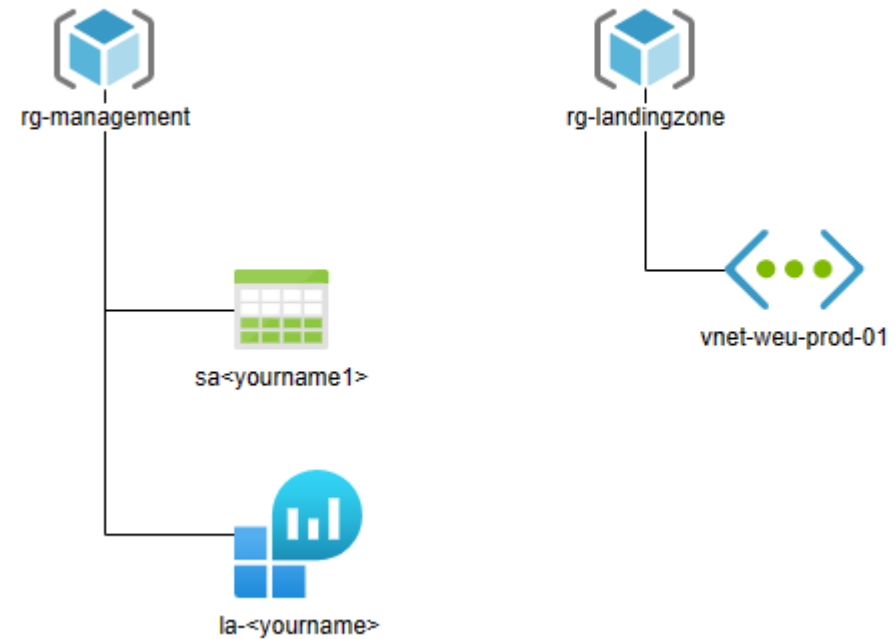 rg-management
rg-landingzone
vnet-weu-prod-01
sa<yourname1>
la-<yourname>